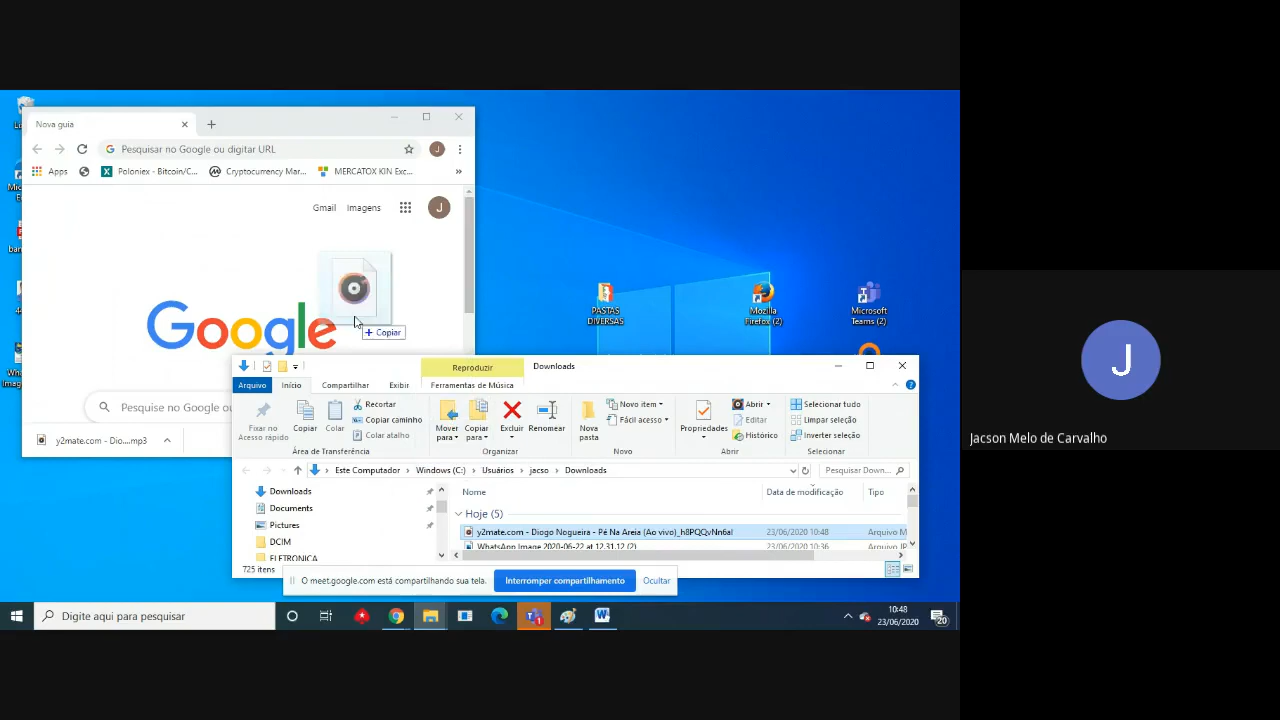 Nova guia
Pesquisar no Google ou digitar URL
J
Apps
Poloniex - Bitcoin/C...
Cryptocurrency Mar...
MERCATOX KIN Exc...
»
Gmail
Imagens
J
Google
+ Copiar
Pesquise no Google ou
y2mate.com - Dio....mp3
PASTAS
DIVERSAS
Mozilla
Firefox (2)
Microsoft
Teams (2)
Reproduzir
Downloads
Arquivo
Início
Compartilhar
Exibir
Ferramentas de Música
Fixar no
Acesso rápido
Copiar
Colar
Recortar
Copiar caminho
Colar atalho
Área de Transferência
Mover
para
Copiar
para
Excluir
Renomear
Organizar
Nova
pasta
Novo item
Fácil acesso
Novo
Propriedades
Abrir
Editar
Histórico
Abrir
Selecionar tudo
Limpar seleção
Inverter seleção
Selecionar
Este Computador > Windows (C:) > Usuários > jacso > Downloads
Pesquisar Down...
Downloads
Documents
Pictures
DCIM
ELETRONICA
Nome
Data de modificação
Tipo
Hoje (5)
y2mate.com - Diogo Nogueira - Pé Na Areia (Ao vivo)
23/06/2020 10:48
Arquivo M
WhatsApp Image 2020-06-22 at 12.31.12 (2)
23/06/2020 10:36
725 itens
O meet.google.com está compartilhando sua tela.
Interromper compartilhamento
Ocultar
Digite aqui para pesquisar
10:48
23/06/2020
20
J
Jacson Melo de Carvalho